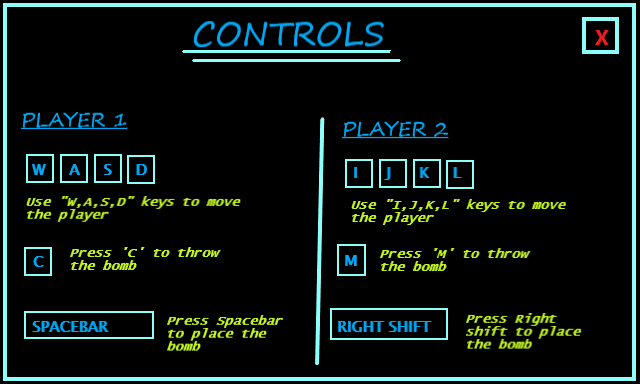 CONTROLS
X
PLAYER 1
W A S D
Use "W,A,S,D" keys to move
the player
C
Press 'C' to throw
the bomb
SPACEBAR
Press Spacebar
to place the
bomb
PLAYER 2
I J K L
Use "I,J,K,L" keys to move
the player
M
Press 'M' to throw
the bomb
RIGHT SHIFT
Press Right
shift to place
the bomb